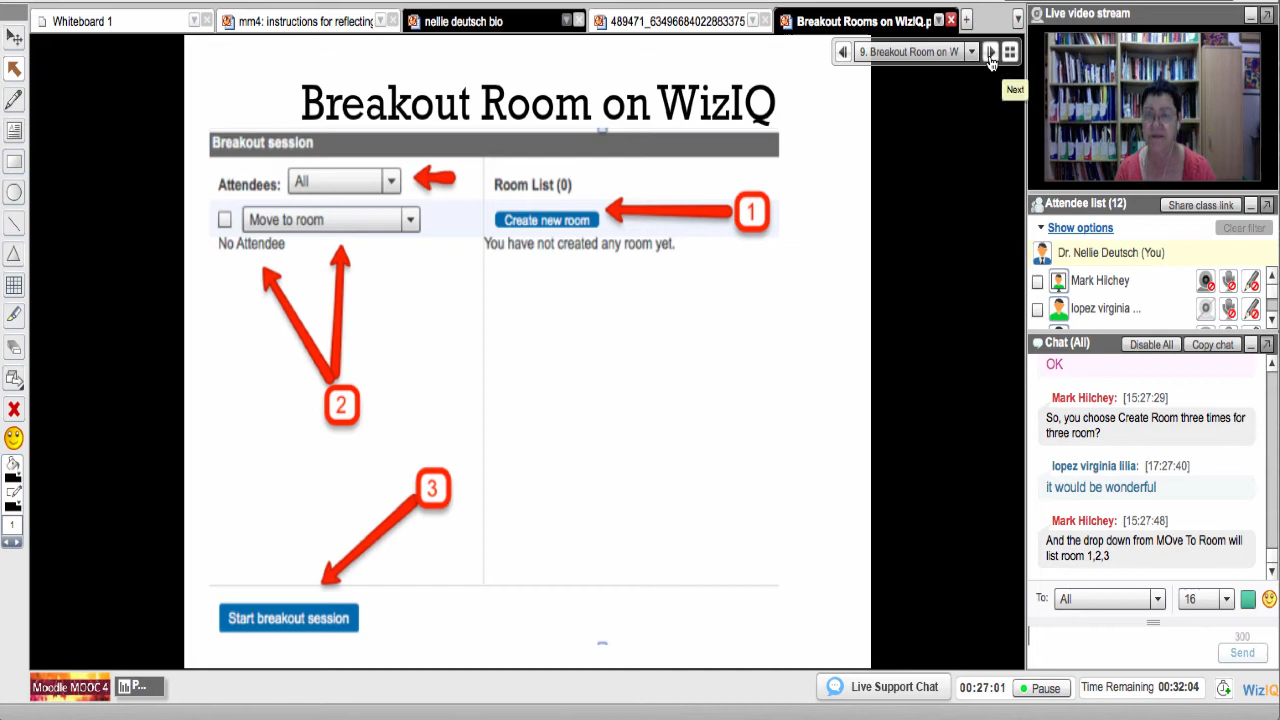 Whiteboard 1
mm4: instructions for reflecting
nellie deutsch bio
489471_63496684022883375
Breakout Rooms on WizIQ.p
Live video stream
9. Breakout Room on W
Next
Breakout Room on WizIQ
Breakout session
Attendees: All
Room List (0)
Move to room
Create new room
1
No Attendee
You have not created any room yet.
2
3
Start breakout session
Attendee list (12)
Share class link
Show options
Clear filter
Dr. Nellie Deutsch (You)
Mark Hilchey
lopez virginia ...
Chat (All)
Disable All
Copy chat
OK
Mark Hilchey: [15:27:29]
So, you choose Create Room three times for
three room?
lopez virginia lilia: [17:27:40]
it would be wonderful
Mark Hilchey: [15:27:48]
And the drop down from MOve To Room will
list room 1,2,3
To: All
16
300
Send
1
Moodle MOOC 4
P...
Live Support Chat
00:27:01
Pause
Time Remaining 00:32:04
WizIQ